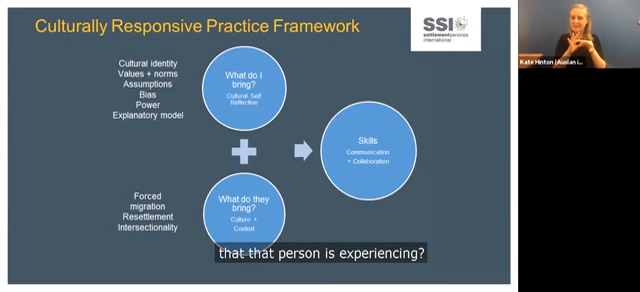 Culturally Responsive Practice Framework
SSI
settlement services
international
Cultural identity
Values + norms
Assumptions
Bias
Power
Explanatory model
What do I
bring?
Cultural Self
Reflection
Skills
Communication
+ Collaboration
Forced
migration
Resettlement
Intersectionality
What do they
bring?
Culture +
Context
that that person is experiencing?
Kate Hinton (Auslan i...